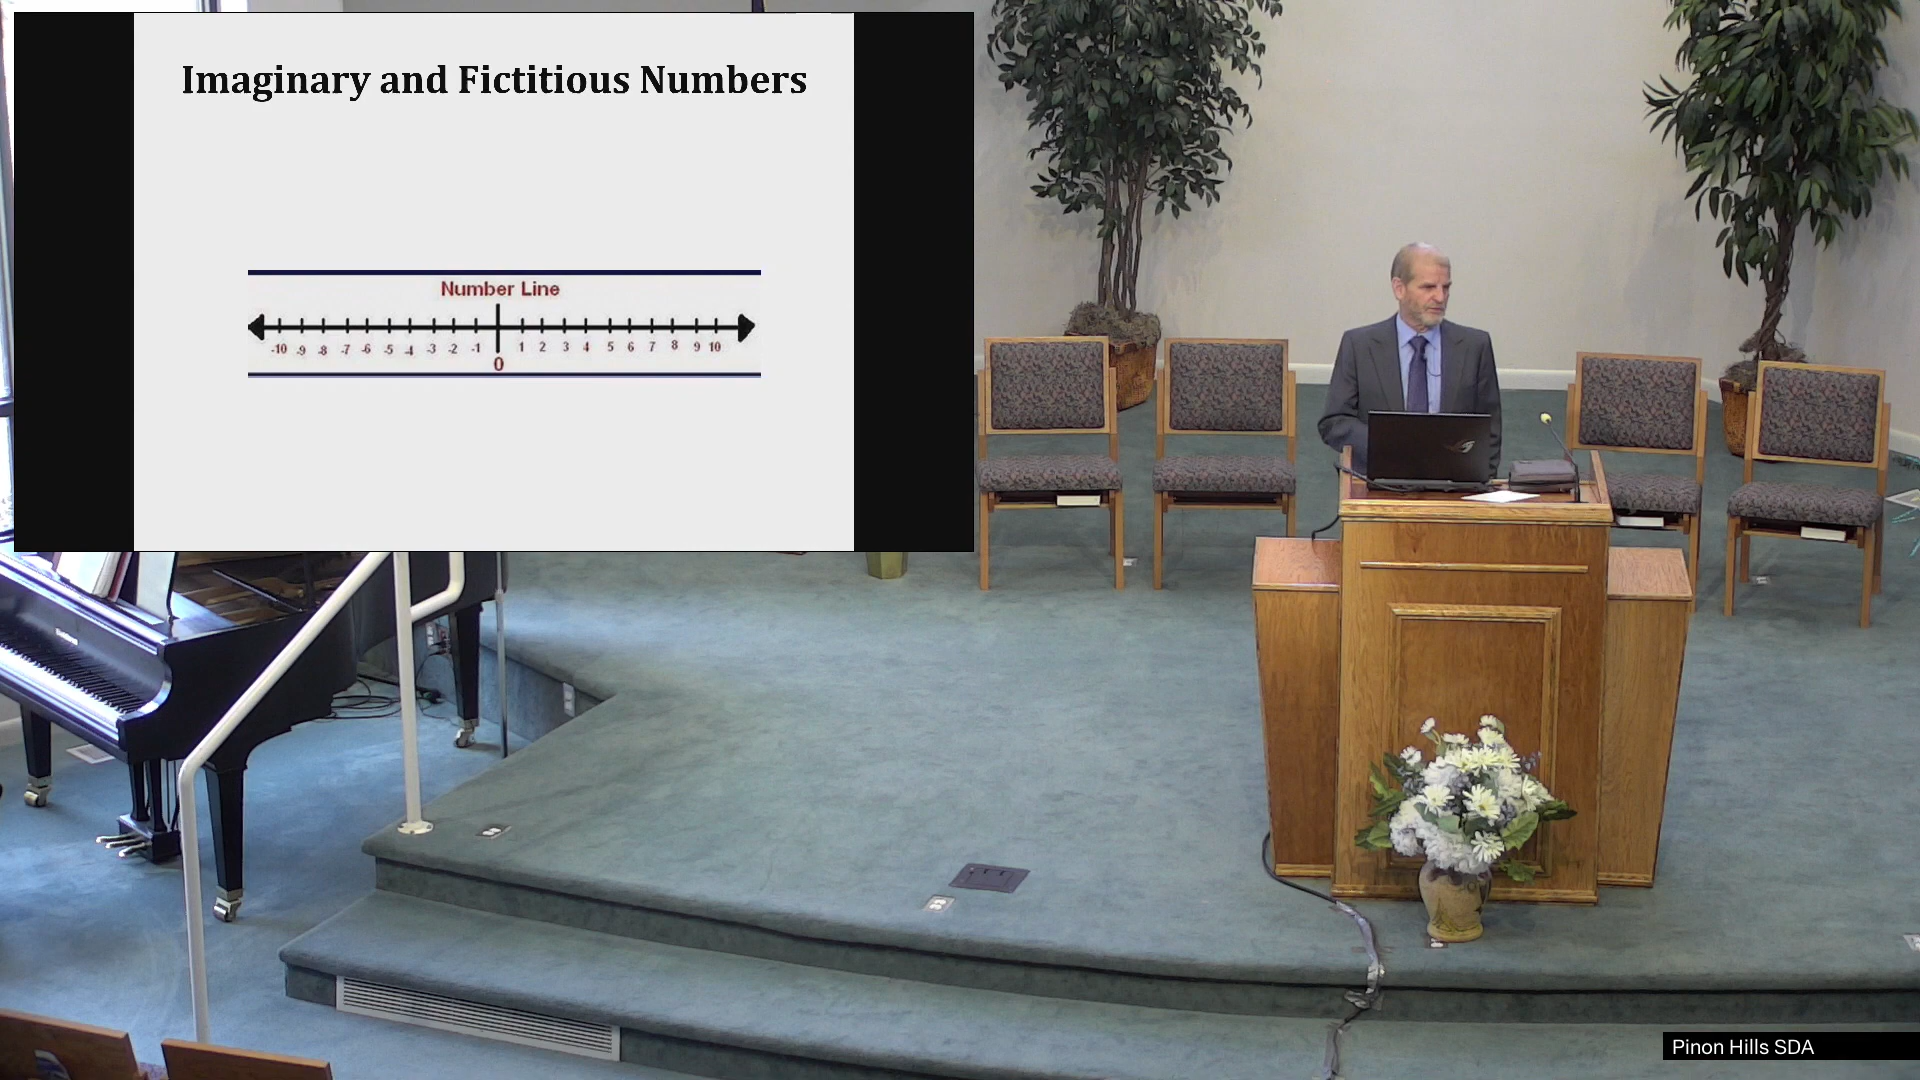 Imaginary and Fictitious Numbers
Number Line
-10 -9 -8 -7 -6 -5 -4 -3 -2 -1 1 2 3 4 5 6 7 8 9 10
0
Pinon Hills SDA